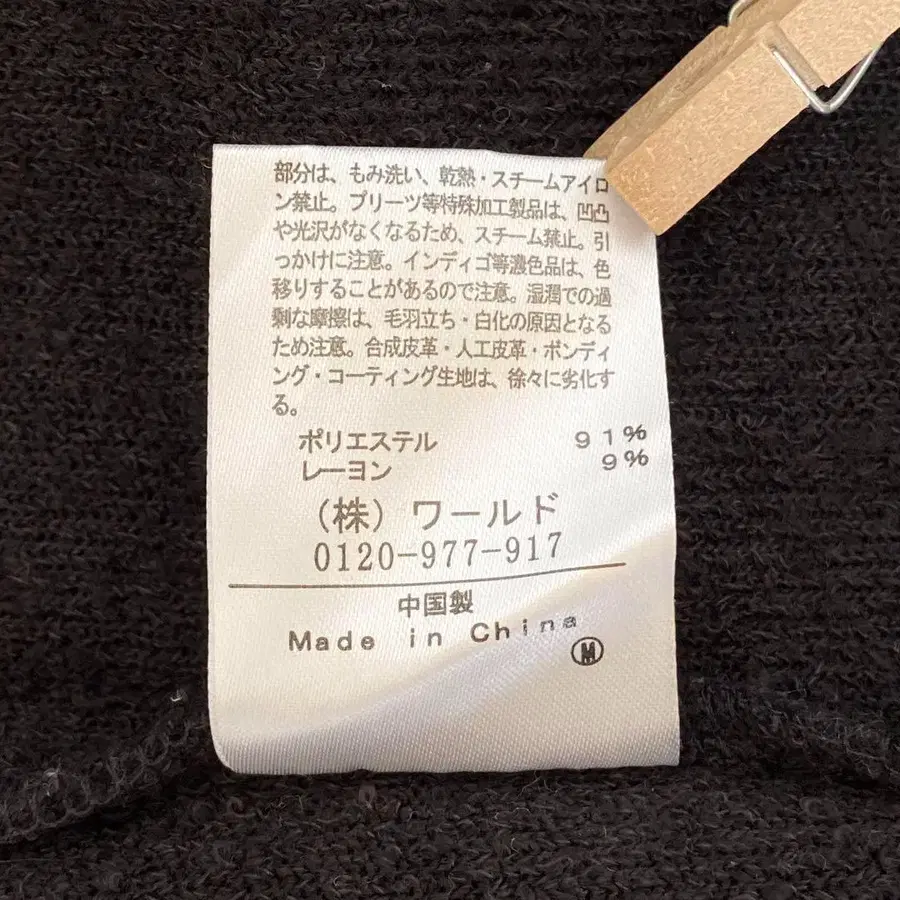 部分は、もみ洗い、乾熱・スチームアイロ
ン禁止。プリーツ等特殊加工製品は、凹凸
や光沢がなくなるため、スチーム禁止。引
っかけに注意。インディゴ等濃色品は、色
移りすることがあるので注意。湿潤での過
剰な摩擦は、毛羽立ち・白化の原因となる
ため注意。合成皮革・人工皮革・ボンディ
ング・コーティング生地は、徐々に劣化す
る。
ポリエステル 91%
レーヨン 9%
(株) ワールド
0120-977-917
中国製
Made in China
M